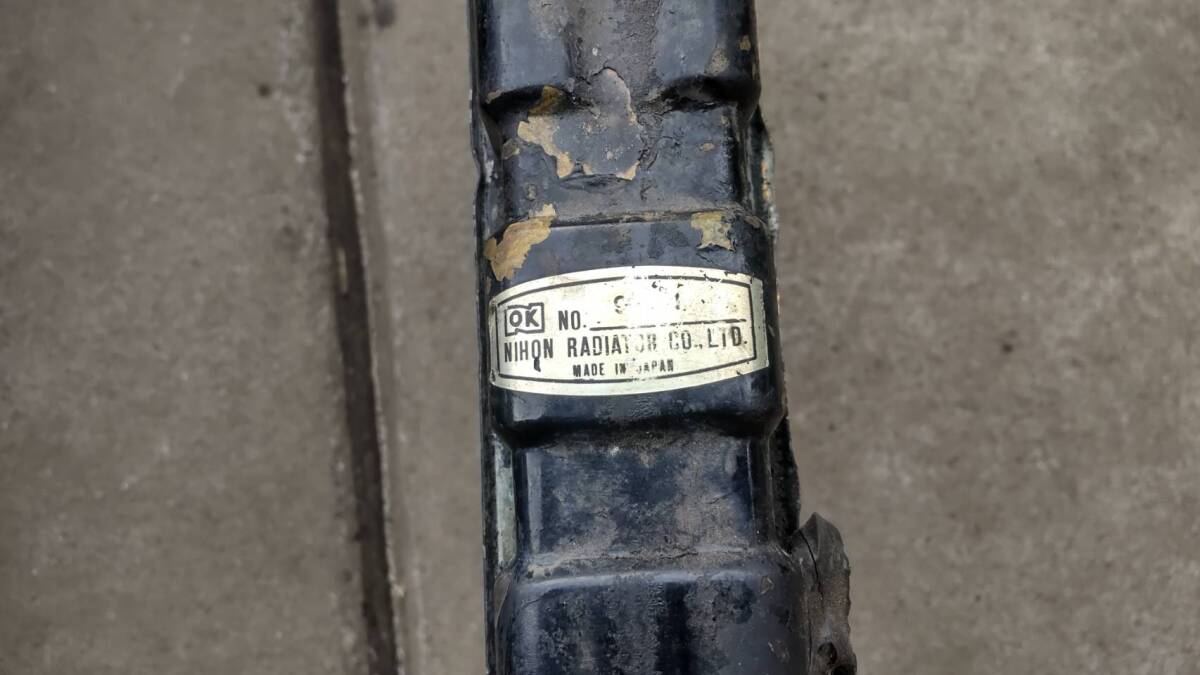 OK NO.
NIHON RADIATOR CO., LTD.
MADE IN JAPAN